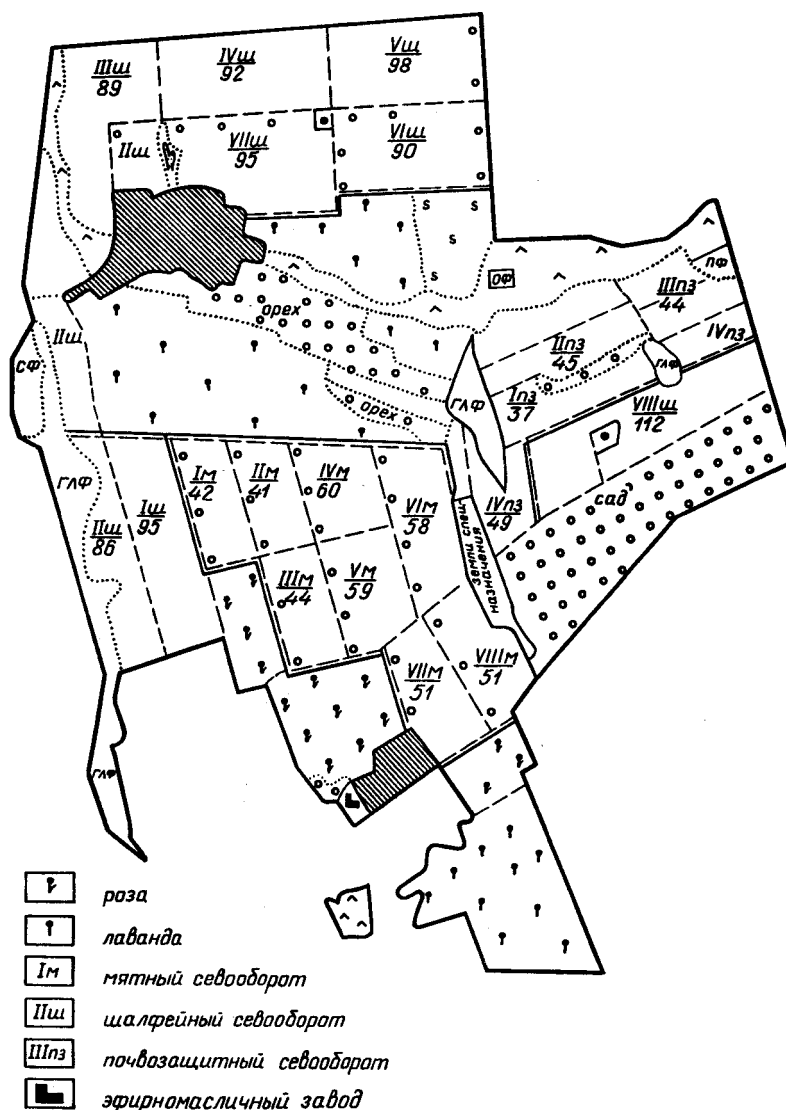 IIIш
89
IVш
92
Vш
98
IIш
VIIш
95
VIш
90
s
s
s
s
ОФ
ПФ
IIIпз
44
орех
IIпз
45
IVпз
IIш
СФ
ГЛФ
ГЛФ
VIIIш
112
Iпз
37
орех
ГЛФ
Iш
95
IIш
86
Iм
42
IIм
41
IVм
60
VIм
58
IVпз
49
сад
земли спец.
назначения
IIIм
44
Vм
59
VIIм
51
VIIIм
51
ГЛФ
роза
лаванда
Iм
мятный севооборот
IIш
шалфейный севооборот
IIIпз
почвозащитный севооборот
эфирномасличный завод